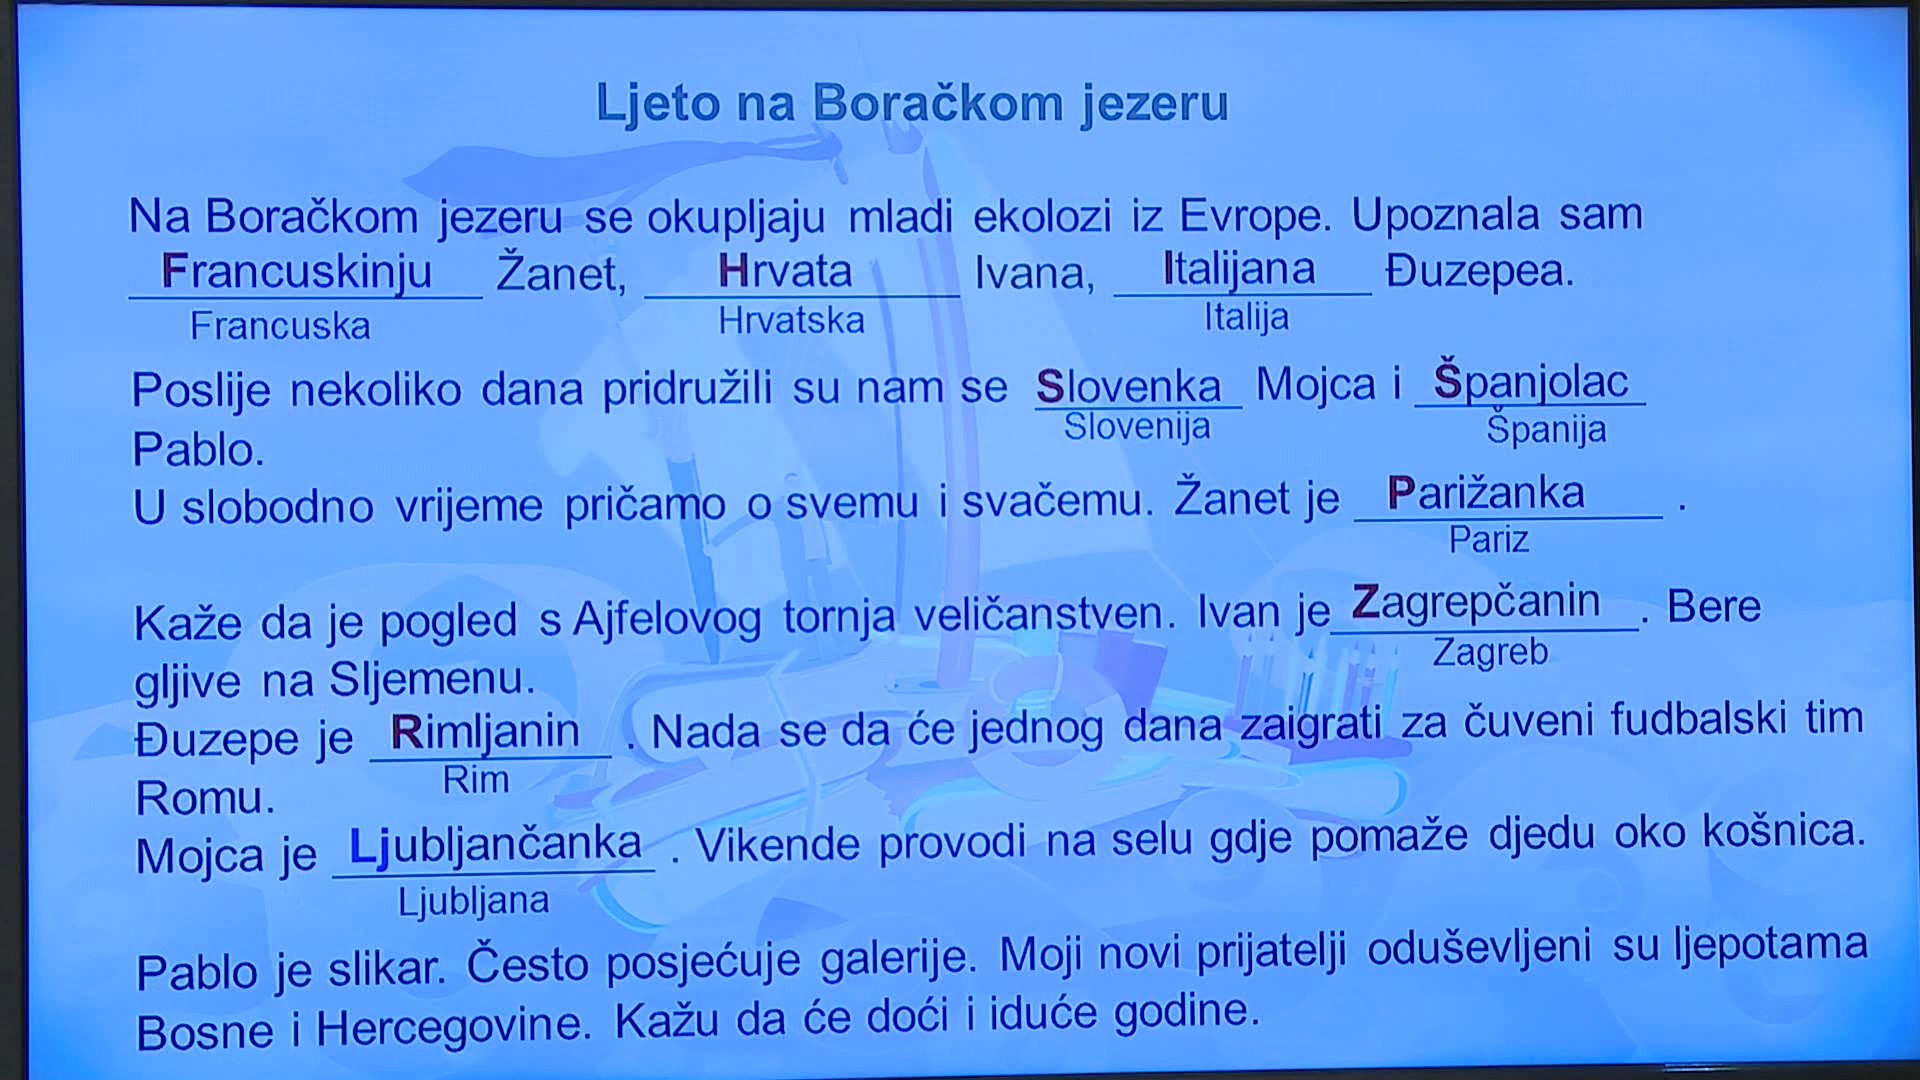 Ljeto na Boračkom jezeru
Na Boračkom jezeru se okupljaju mladi ekolozi iz Evrope. Upoznala sam
Francuskinju Žanet, Hrvata Ivana, Italijana Đuzepea.
Francuska Hrvatska Italija
Poslije nekoliko dana pridružili su nam se Slovenka Mojca i Španjolac
Slovenija Španija
Pablo.
U slobodno vrijeme pričamo o svemu i svačemu. Žanet je Parižanka .
Pariz
Kaže da je pogled s Ajfelovog tornja veličanstven. Ivan je Zagrepčanin . Bere
Zagreb
gljive na Sljemenu.
Đuzepe je Rimljanin . Nada se da će jednog dana zaigrati za čuveni fudbalski tim
Rim
Romu.
Mojca je Ljubljančanka . Vikende provodi na selu gdje pomaže djedu oko košnica.
Ljubljana
Pablo je slikar. Često posjećuje galerije. Moji novi prijatelji oduševljeni su ljepotama
Bosne i Hercegovine. Kažu da će doći i iduće godine.